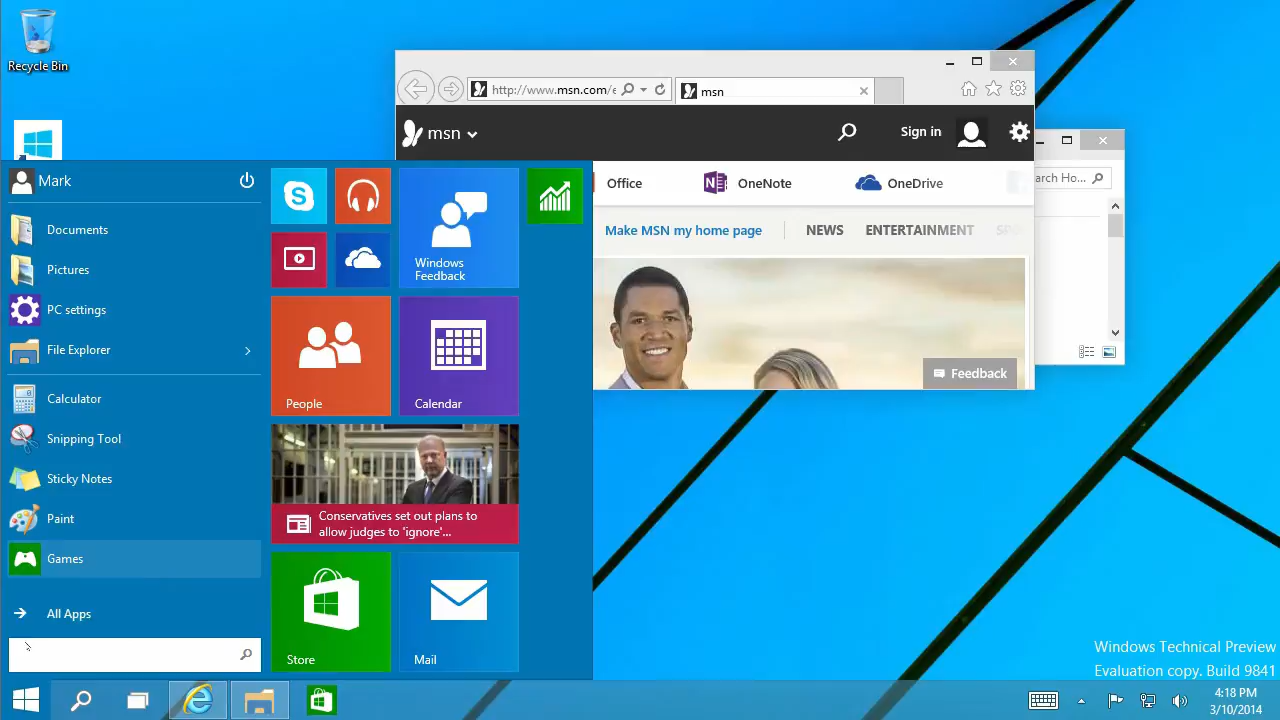 Recycle Bin
http://www.msn.com/e
msn
msn
Sign in
arch Ho...
Office
OneNote
OneDrive
Make MSN my home page
NEWS
ENTERTAINMENT
Feedback
Mark
Documents
Pictures
PC settings
File Explorer
Calculator
Snipping Tool
Sticky Notes
Paint
Games
All Apps
Windows
Feedback
People
Calendar
Conservatives set out plans to
allow judges to 'ignore'...
Store
Mail
Windows Technical Preview
Evaluation copy. Build 9841
4:18 PM
3/10/2014